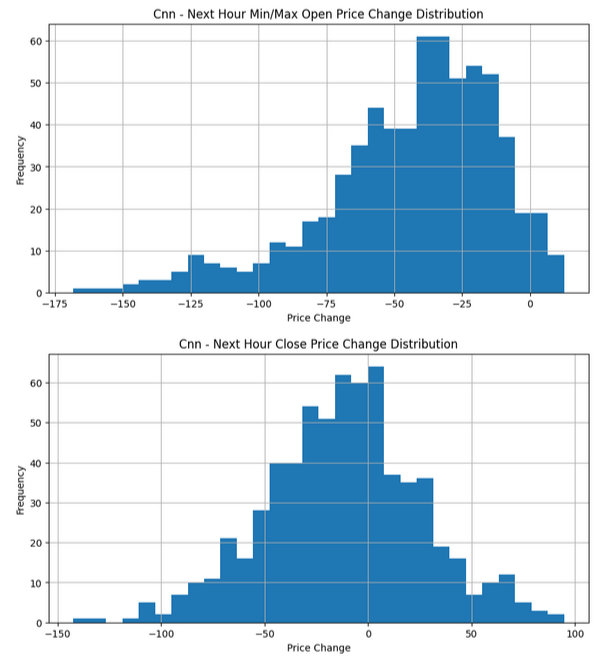 Cnn - Next Hour Min/Max Open Price Change Distribution
60
50
40
30
20
10
0
Frequency
−175 −150 −125 −100 −75 −50 −25 0
Price Change
Cnn - Next Hour Close Price Change Distribution
60
50
40
30
20
10
0
Frequency
−150 −100 −50 0 50 100
Price Change